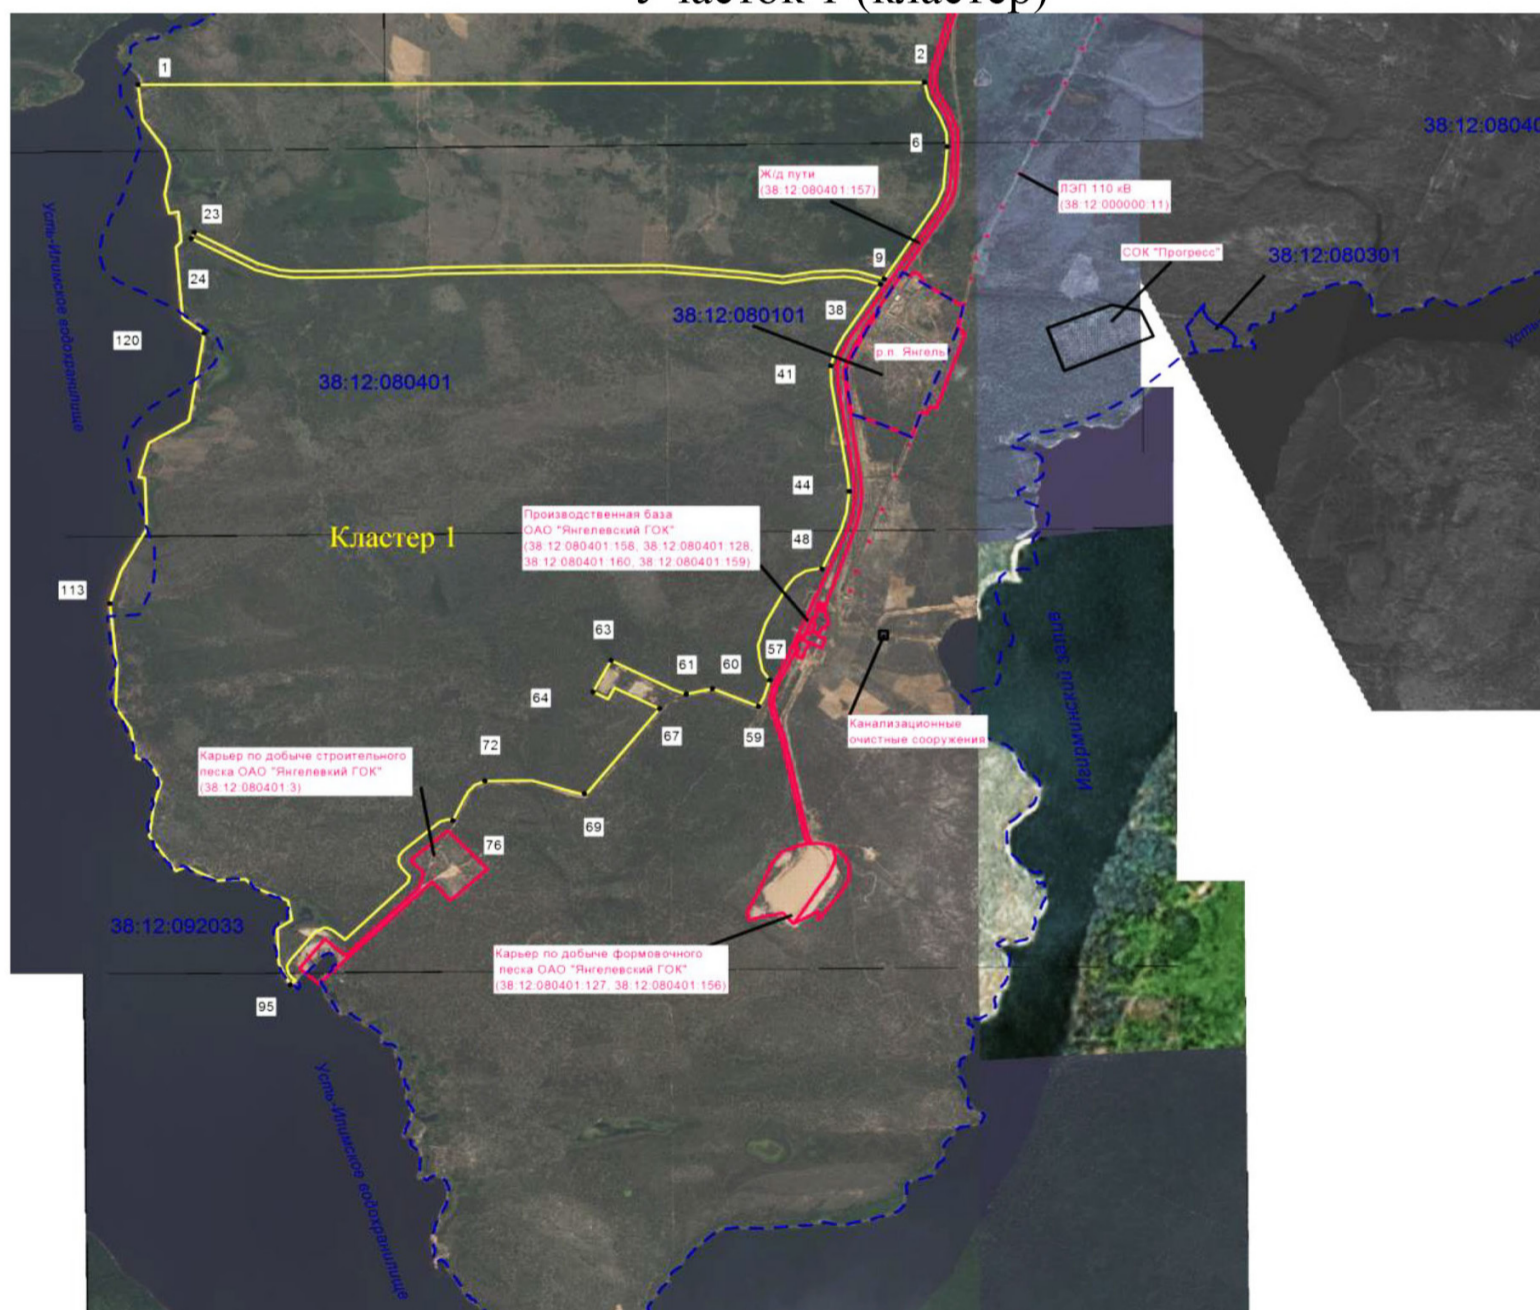 Участок 1 (кластер)
1
2
38:12:08040
6
Ж/д пути
(38:12:080401:157)
ЛЭП 110 кВ
(38:12:000000:11)
Усть-Илимское водохранилище
23
24
СОК "Прогресс"
38:12:080301
9
38
38:12:080101
120
р.п. Янгель
Усть
38:12:080401
41
44
Производственная база
ОАО "Янгелевский ГОК"
(38:12:080401:158, 38:12:080401:128,
38:12:080401:160, 38:12:080401:159)
Кластер 1
48
113
63
57
61
60
64
Игирминский залив
67
59
Канализационные
очистные сооружения
Карьер по добыче строительного
песка ОАО "Янгелевкий ГОК"
(38:12:080401:3)
72
69
76
38:12:092033
Карьер по добыче формовочного
песка ОАО "Янгелевский ГОК"
(38:12:080401:127, 38:12:080401:156)
95
Усть-Илимское водохранилище